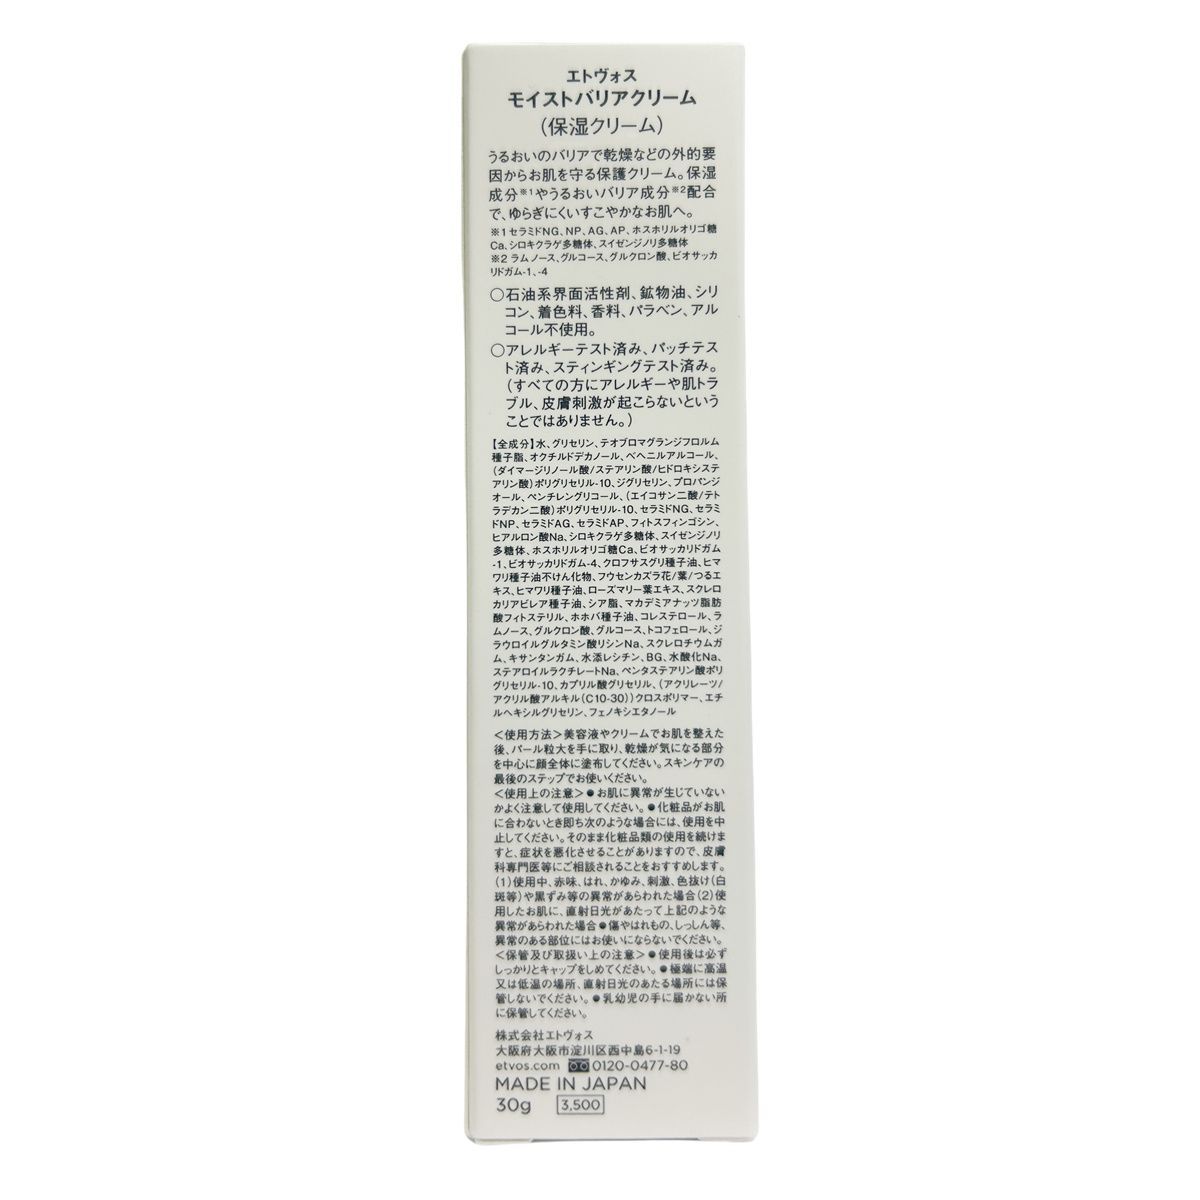 エトヴォス
モイストバリアクリーム
(保湿クリーム)
うるおいのバリアで乾燥などの外的要
因からお肌を守る保護クリーム。保湿
成分※1やうるおいバリア成分※2配合
で、ゆらぎにくいすこやかなお肌へ。
※1 セラミドNG、NP、AG、AP、ホスホリルオリゴ糖
Ca、シロキクラゲ多糖体、スイゼンジノリ多糖体
※2 ラムノース、グルコース、グルクロン酸、ビオサッカ
リドガム-1、-4
○石油系界面活性剤、鉱物油、シリ
コン、着色料、香料、パラベン、アル
コール不使用。
○アレルギーテスト済み、パッチテス
ト済み、スティンギングテスト済み。
(すべての方にアレルギーや肌トラ
ブル、皮膚刺激が起こらないという
ことではありません。)
【全成分】水、グリセリン、テオブロマグランジフロルム
種子脂、オクチルドデカノール、ベヘニルアルコール、
(ダイマージリノール酸/ステアリン酸/ヒドロキシステ
アリン酸)ポリグリセリル-10、ジグリセリン、プロパンジ
オール、ペンチレングリコール、(エイコサン二酸/テト
ラデカン二酸)ポリグリセリル-10、セラミドNG、セラミ
ドNP、セラミドAG、セラミドAP、フィトスフィンゴシン、
ヒアルロン酸Na、シロキクラゲ多糖体、スイゼンジノリ
多糖体、ホスホリルオリゴ糖Ca、ビオサッカリドガム
-1、ビオサッカリドガム-4、クロフサスグリ種子油、ヒマ
ワリ種子油不けん化物、フウセンカズラ花/葉/つるエ
キス、ヒマワリ種子油、ローズマリー葉エキス、スクレロ
カリアビレア種子油、シア脂、マカデミアナッツ脂肪
酸フィトステリル、ホホバ種子油、コレステロール、ラ
ムノース、グルクロン酸、グルコース、トコフェロール、ジ
ラウロイルグルタミン酸リシンNa、スクレロチウムガ
ム、キサンタンガム、水添レシチン、BG、水酸化Na、
ステアロイルラクチレートNa、ペンタステアリン酸ポリ
グリセリル-10、カプリル酸グリセリル、(アクリレーツ/
アクリル酸アルキル(C10-30))クロスポリマー、エチ
ルヘキシルグリセリン、フェノキシエタノール
<使用方法>美容液やクリームでお肌を整えた
後、パール粒大を手に取り、乾燥が気になる部分
を中心に顔全体に塗布してください。スキンケアの
最後のステップでお使いください。
<使用上の注意>●お肌に異常が生じていない
かよく注意して使用してください。●化粧品がお肌
に合わないとき即ち次のような場合には、使用を中
止してください。そのまま化粧品類の使用を続けま
すと、症状を悪化させることがありますので、皮膚
科専門医等にご相談されることをおすすめします。
(1)使用中、赤味、はれ、かゆみ、刺激、色抜け(白
斑等)や黒ずみ等の異常があらわれた場合(2)使
用したお肌に、直射日光があたって上記のような
異常があらわれた場合●傷やはれもの、しっしん等、
異常のある部位にはお使いにならないでください。
<保管及び取扱い上の注意>●使用後は必ず
しっかりとキャップをしめてください。●極端に高温
又は低温の場所、直射日光のあたる場所には保
管しないでください。●乳幼児の手に届かない所
に保管してください。
株式会社エトヴォス
大阪府大阪市淀川区西中島6-1-19
etvos.com 0120-0477-80
MADE IN JAPAN
30g 3,500